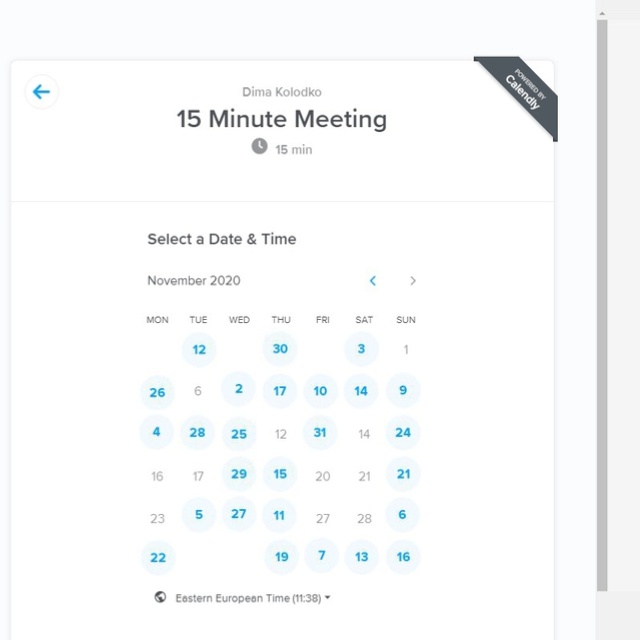 POWERED BY
Calendly
Dima Kolodko
15 Minute Meeting
15 min
Select a Date & Time
November 2020
MON TUE WED THU FRI SAT SUN
12 30 3 1
26 6 2 17 10 14 9
4 28 25 12 31 14 24
16 17 29 15 20 21 21
23 5 27 11 27 28 6
22 19 7 13 16
Eastern European Time (11:38)